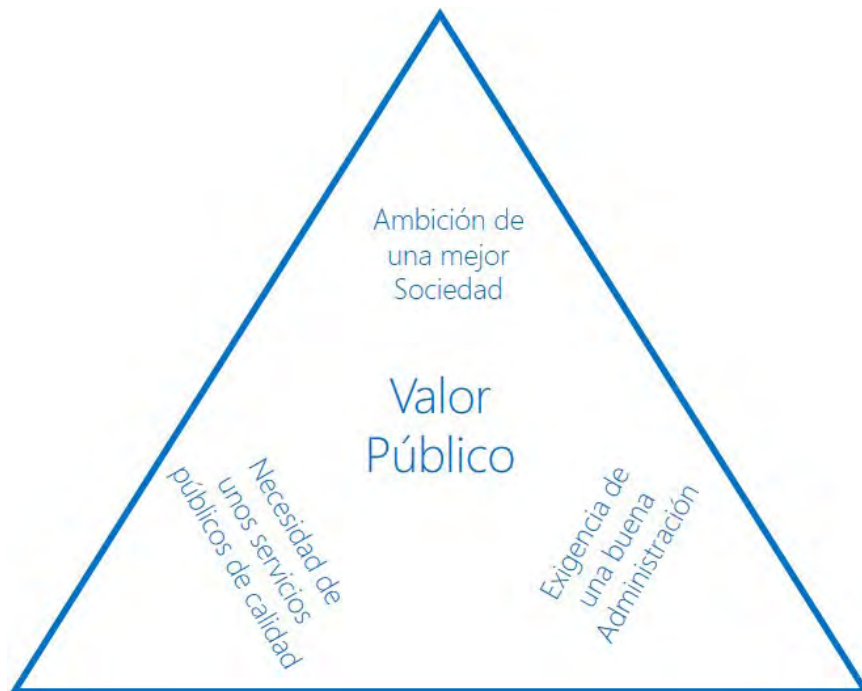 Ambición de
una mejor
Sociedad
Valor
Público
Necesidad de
unos servicios
públicos de calidad
Exigencia de
una buena
Administración